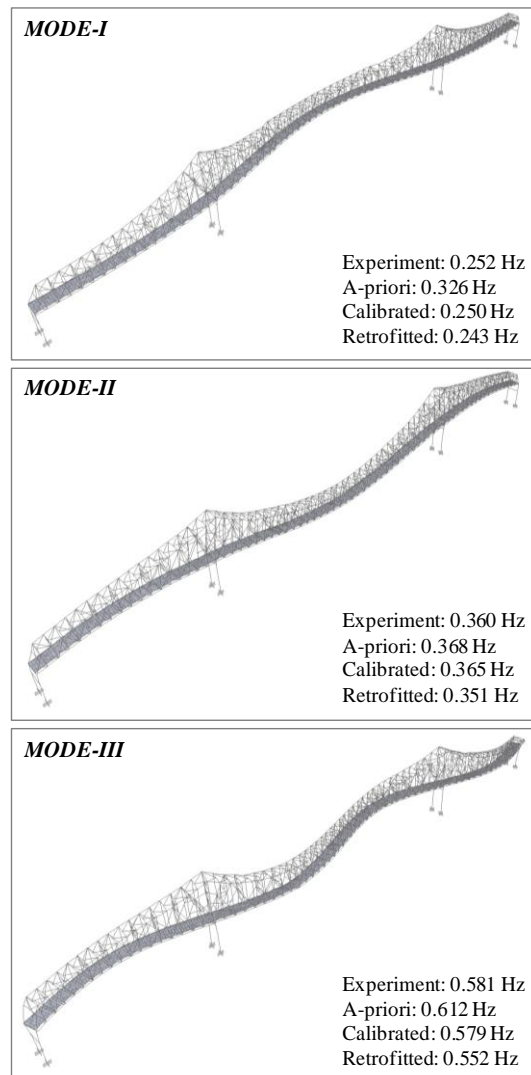 MODE-I
Experiment: 0.252 Hz
A-priori: 0.326 Hz
Calibrated: 0.250 Hz
Retrofitted: 0.243 Hz
MODE-II
Experiment: 0.360 Hz
A-priori: 0.368 Hz
Calibrated: 0.365 Hz
Retrofitted: 0.351 Hz
MODE-III
Experiment: 0.581 Hz
A-priori: 0.612 Hz
Calibrated: 0.579 Hz
Retrofitted: 0.552 Hz